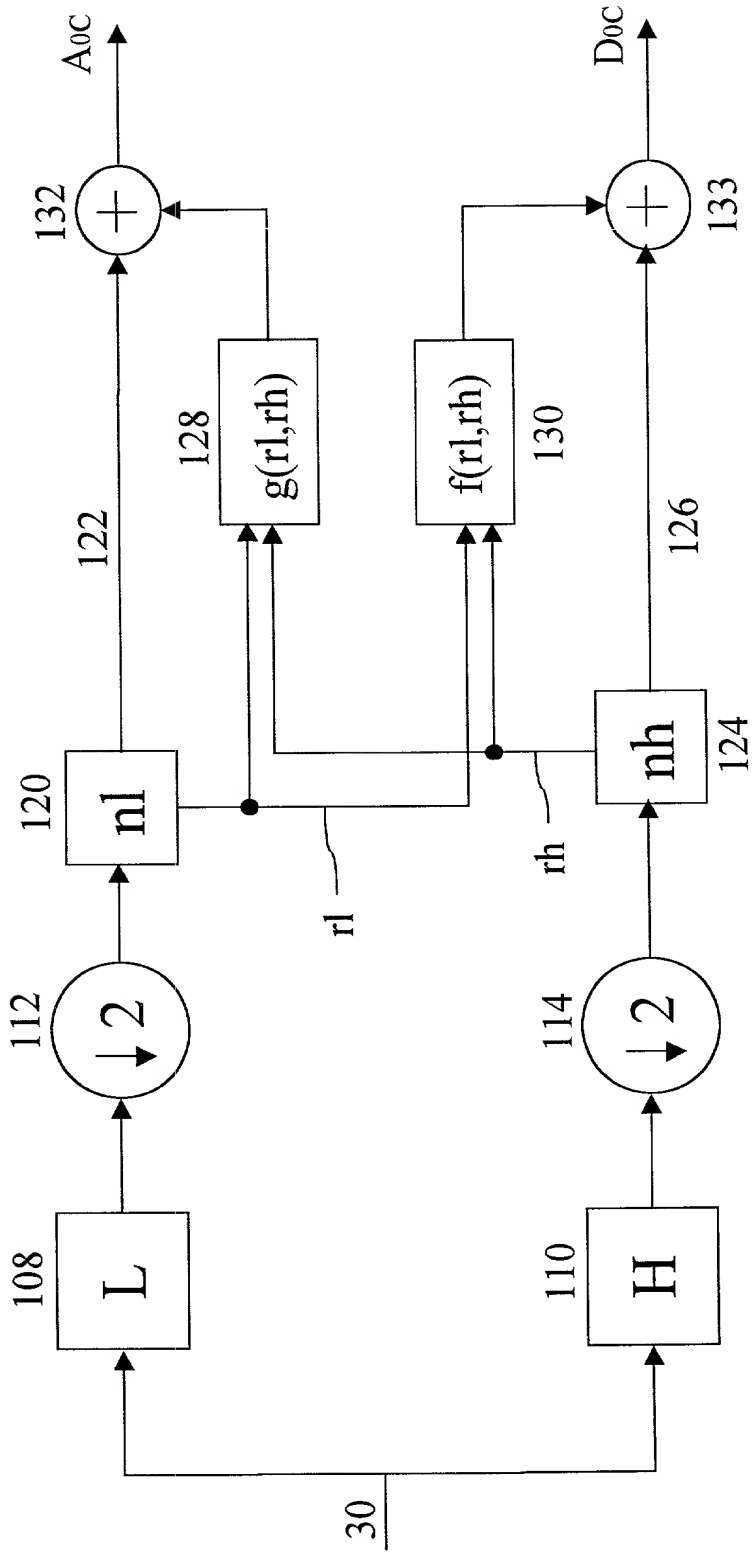 30
108
L
112
↓2
120
nl
122
132
+
A0C
128
g(rl,rh)
rl
130
f(rl,rh)
rh
110
H
114
↓2
124
nh
126
133
+
D0C